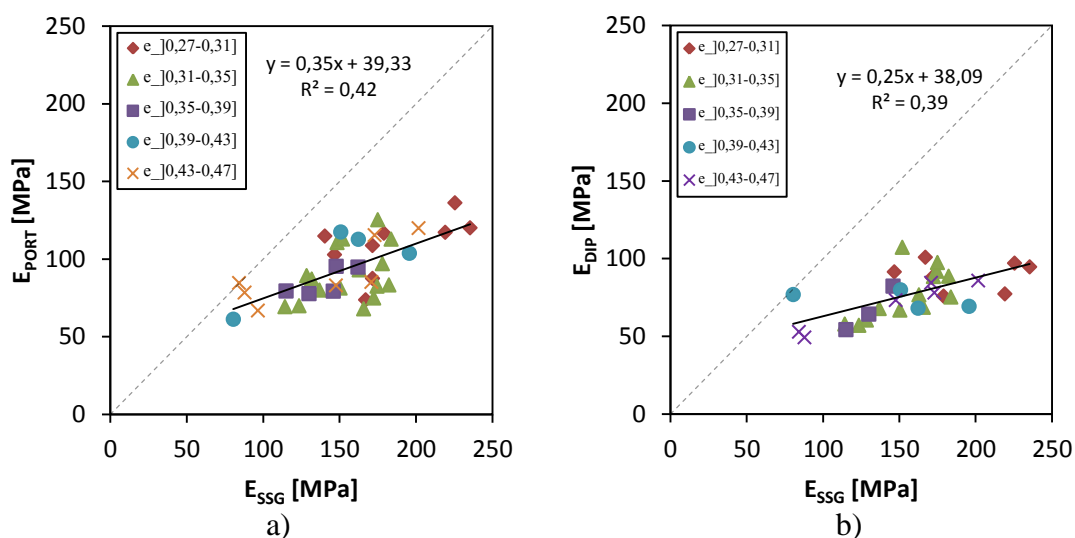 250
200
150
100
50
0
E_PORT [MPa]
e_]0,27-0,31]
e_]0,31-0,35]
e_]0,35-0,39]
e_]0,39-0,43]
e_]0,43-0,47]
y = 0,35x + 39,33
R² = 0,42
0 50 100 150 200 250
E_SSG [MPa]
a)
250
200
150
100
50
0
E_DIP [MPa]
e_]0,27-0,31]
e_]0,31-0,35]
e_]0,35-0,39]
e_]0,39-0,43]
e_]0,43-0,47]
y = 0,25x + 38,09
R² = 0,39
0 50 100 150 200 250
E_SSG [MPa]
b)